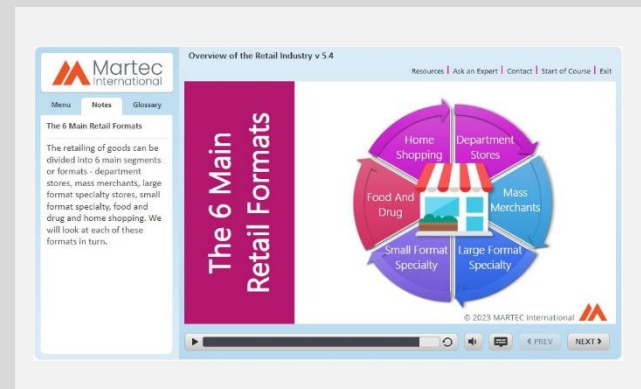 Martec
International
Overview of the Retail Industry v 5.4
Resources | Ask an Expert | Contact | Start of Course | Exit
Menu Notes Glossary
The 6 Main Retail Formats
The retailing of goods can be
divided into 6 main segments
or formats - department
stores, mass merchants, large
format specialty stores, small
format specialty, food and
drug and home shopping. We
will look at each of these
formats in turn.
The 6 Main
Retail Formats
Home
Shopping
Department
Stores
Food And
Drug
Mass
Merchants
Small Format
Specialty
Large Format
Specialty
© 2023 MARTEC International
PREV
NEXT